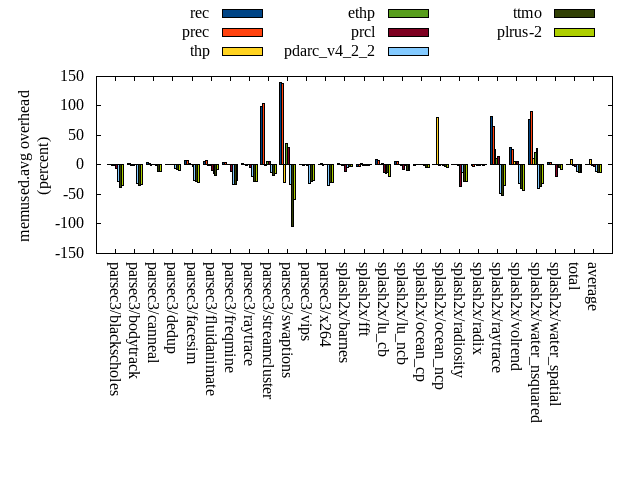 rec
prec
thp
ethp
prcl
pdarc_v4_2_2
ttmo
plrus-2
memused.avg overhead
(percent)
150
100
50
0
-50
-100
-150
parsec3/blackscholes
parsec3/bodytrack
parsec3/canneal
parsec3/dedup
parsec3/facesim
parsec3/fluidanimate
parsec3/freqmine
parsec3/raytrace
parsec3/streamcluster
parsec3/swaptions
parsec3/vips
parsec3/x264
splash2x/barnes
splash2x/fft
splash2x/lu_cb
splash2x/lu_ncb
splash2x/ocean_cp
splash2x/ocean_ncp
splash2x/radiosity
splash2x/radix
splash2x/raytrace
splash2x/volrend
splash2x/water_nsquared
splash2x/water_spatial
total
average